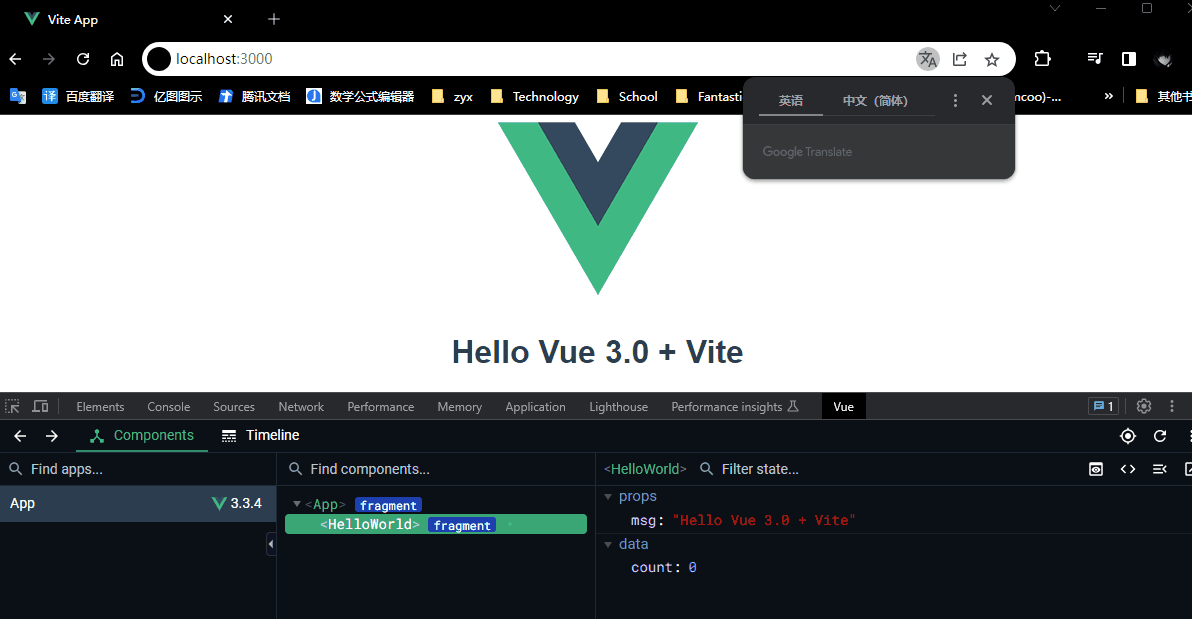 Vite App
localhost:3000
百度翻译 亿图图示 腾讯文档 数学公式编辑器 zyx Technology School Fantasti ncoo)-... » 其他书
英语 中文（简体）
Google Translate
Hello Vue 3.0 + Vite
Elements Console Sources Network Performance Memory Application Lighthouse Performance insights Vue 1
Components Timeline
Find apps... Find components... <HelloWorld> Filter state...
App 3.3.4
<App> fragment
<HelloWorld> fragment
props
msg: "Hello Vue 3.0 + Vite"
data
count: 0